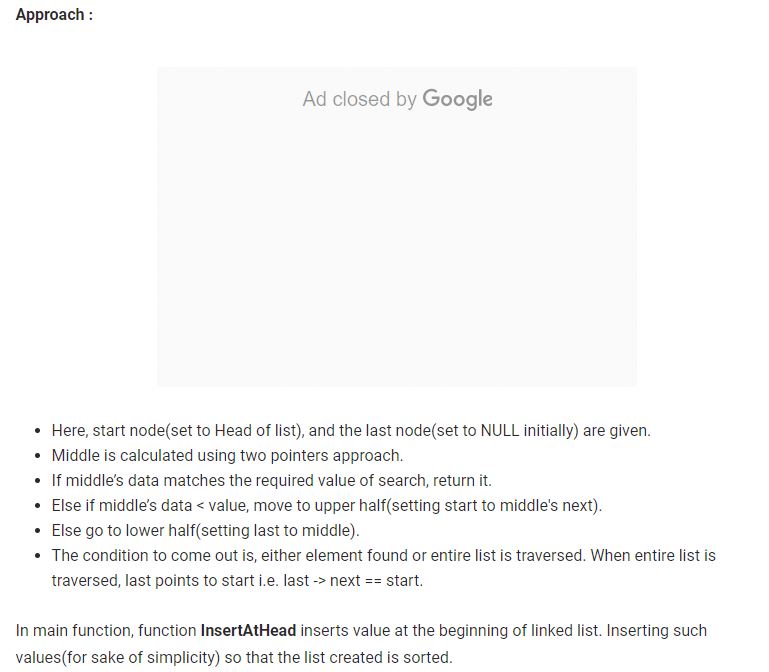 Approach :
Ad closed by Google
• Here, start node(set to Head of list), and the last node(set to NULL initially) are given.
• Middle is calculated using two pointers approach.
• If middle’s data matches the required value of search, return it.
• Else if middle’s data < value, move to upper half(setting start to middle's next).
• Else go to lower half(setting last to middle).
• The condition to come out is, either element found or entire list is traversed. When entire list is
traversed, last points to start i.e. last -> next == start.
In main function, function InsertAtHead inserts value at the beginning of linked list. Inserting such
values(for sake of simplicity) so that the list created is sorted.